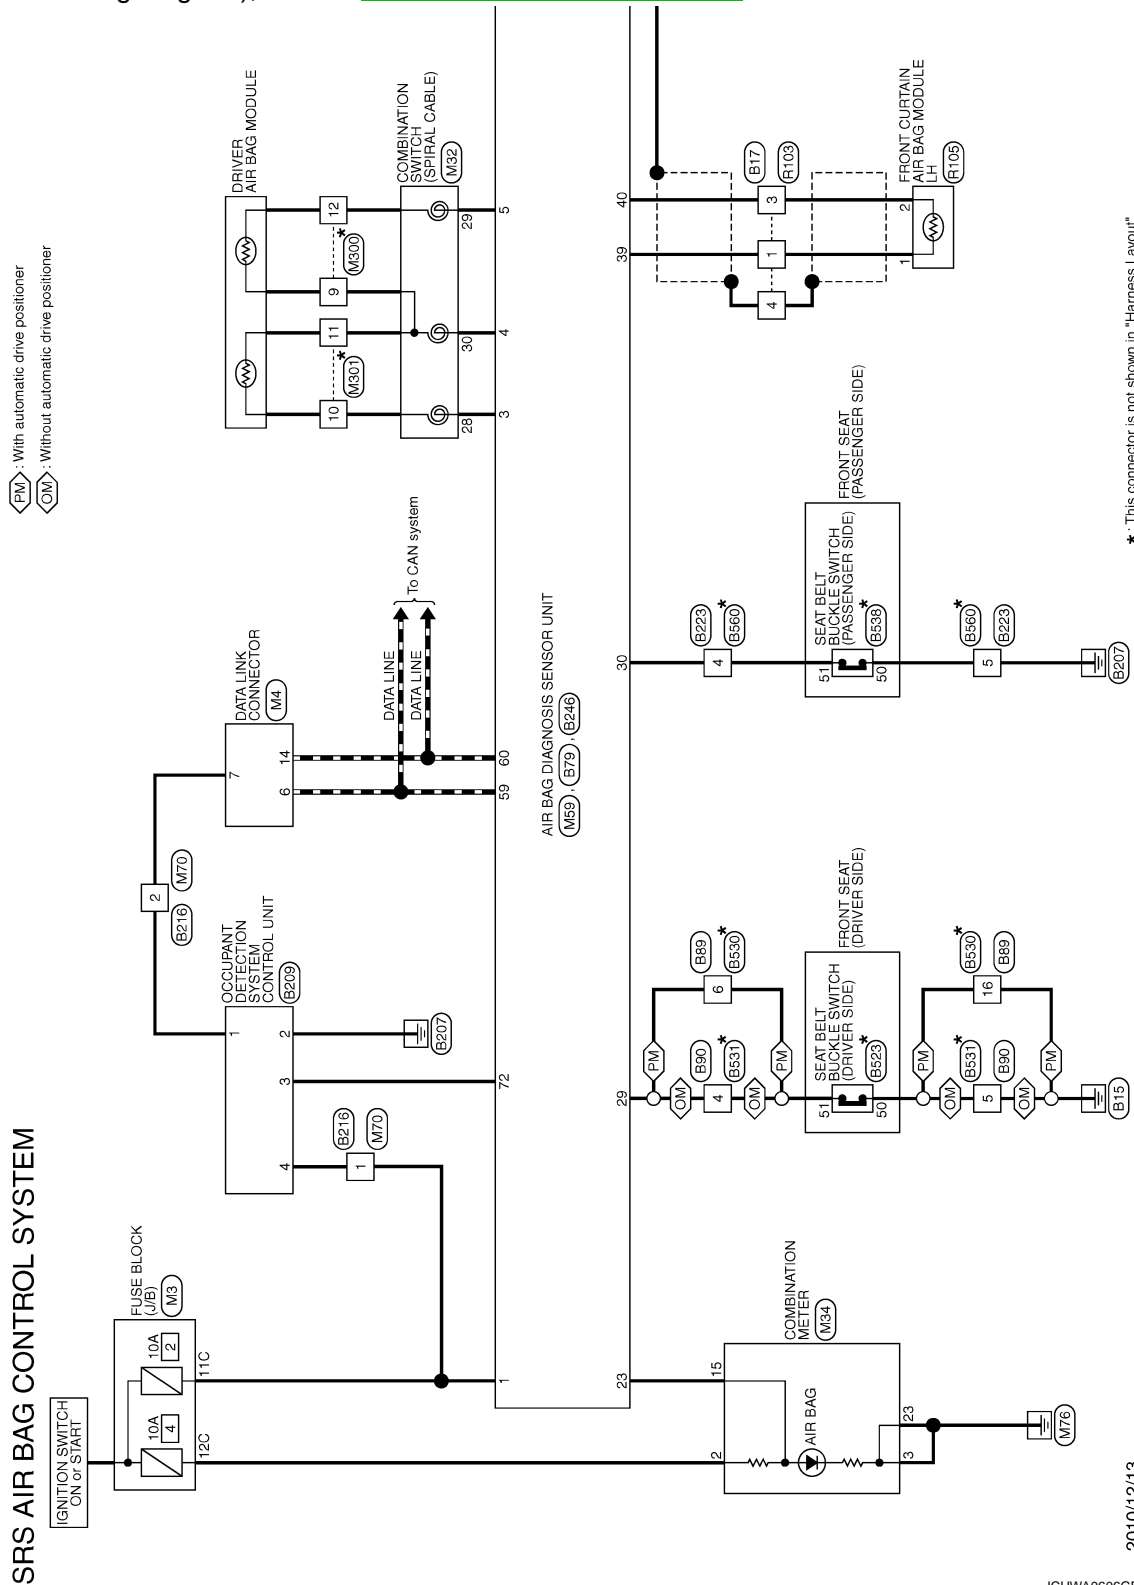 SRS AIR BAG CONTROL SYSTEM
PM : With automatic drive positioner
OM : Without automatic drive positioner
IGNITION SWITCH
ON or START
FUSE BLOCK
(J/B)
M3
10A
4
10A
2
12C
11C
OCCUPANT
DETECTION
SYSTEM
CONTROL UNIT
B209
1
4
3
2
B216
M70
1
B207
B216
M70
2
DATA LINK
CONNECTOR
M4
7
6
14
DATA LINE
DATA LINE
To CAN system
DRIVER
AIR BAG MODULE
10
11
9
12
M301
*
M300
*
COMBINATION
SWITCH
(SPIRAL CABLE)
M32
28
30
29
1
72
59
60
3
4
5
AIR BAG DIAGNOSIS SENSOR UNIT
M59 , B79 , B246
23
29
30
39
40
COMBINATION
METER
M34
2
15
AIR BAG
3
23
M76
PM
OM
4
B90
B531
*
OM
PM
6
B89
B530
*
FRONT SEAT
(DRIVER SIDE)
SEAT BELT
BUCKLE SWITCH
(DRIVER SIDE)
B523
*
51
50
PM
OM
5
B531
*
B90
OM
PM
16
B530
*
B89
B15
4
B223
B560
*
FRONT SEAT
(PASSENGER SIDE)
SEAT BELT
BUCKLE SWITCH
(PASSENGER SIDE)
B538
*
51
50
5
B560
*
B223
B207
4
1
3
B17
R103
FRONT CURTAIN
AIR BAG MODULE
LH
R105
1
2
* : This connector is not shown in "Harness Layout"
2010/12/13